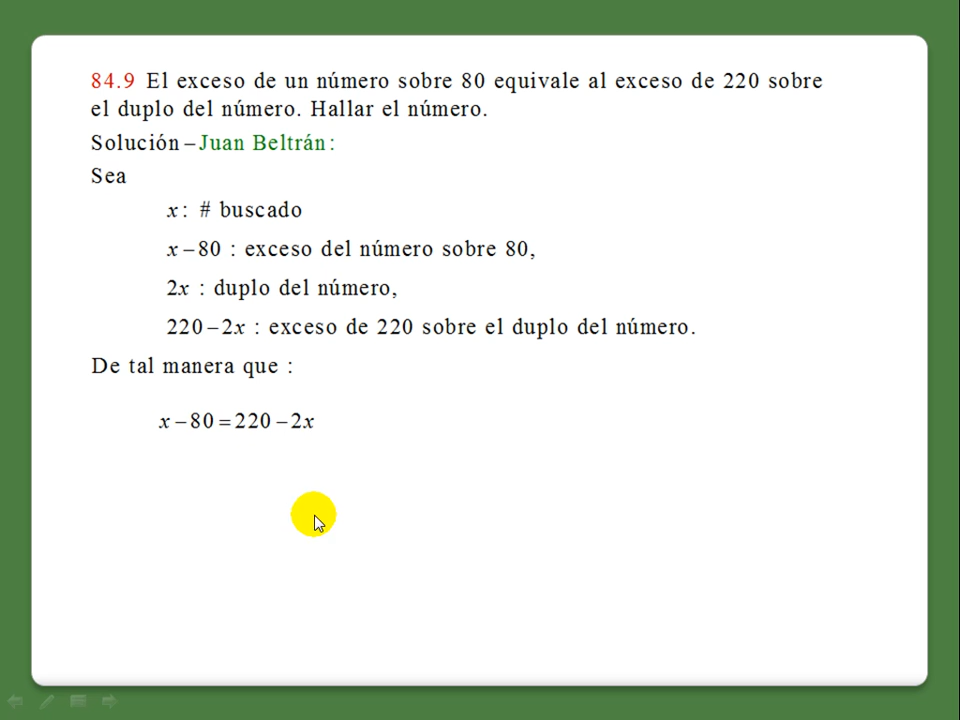 84.9 El exceso de un número sobre 80 equivale al exceso de 220 sobre
el duplo del número. Hallar el número.
Solución – Juan Beltrán:
Sea
x: # buscado
x – 80 : exceso del número sobre 80,
2x : duplo del número,
220 – 2x : exceso de 220 sobre el duplo del número.
De tal manera que :
x – 80 = 220 – 2x